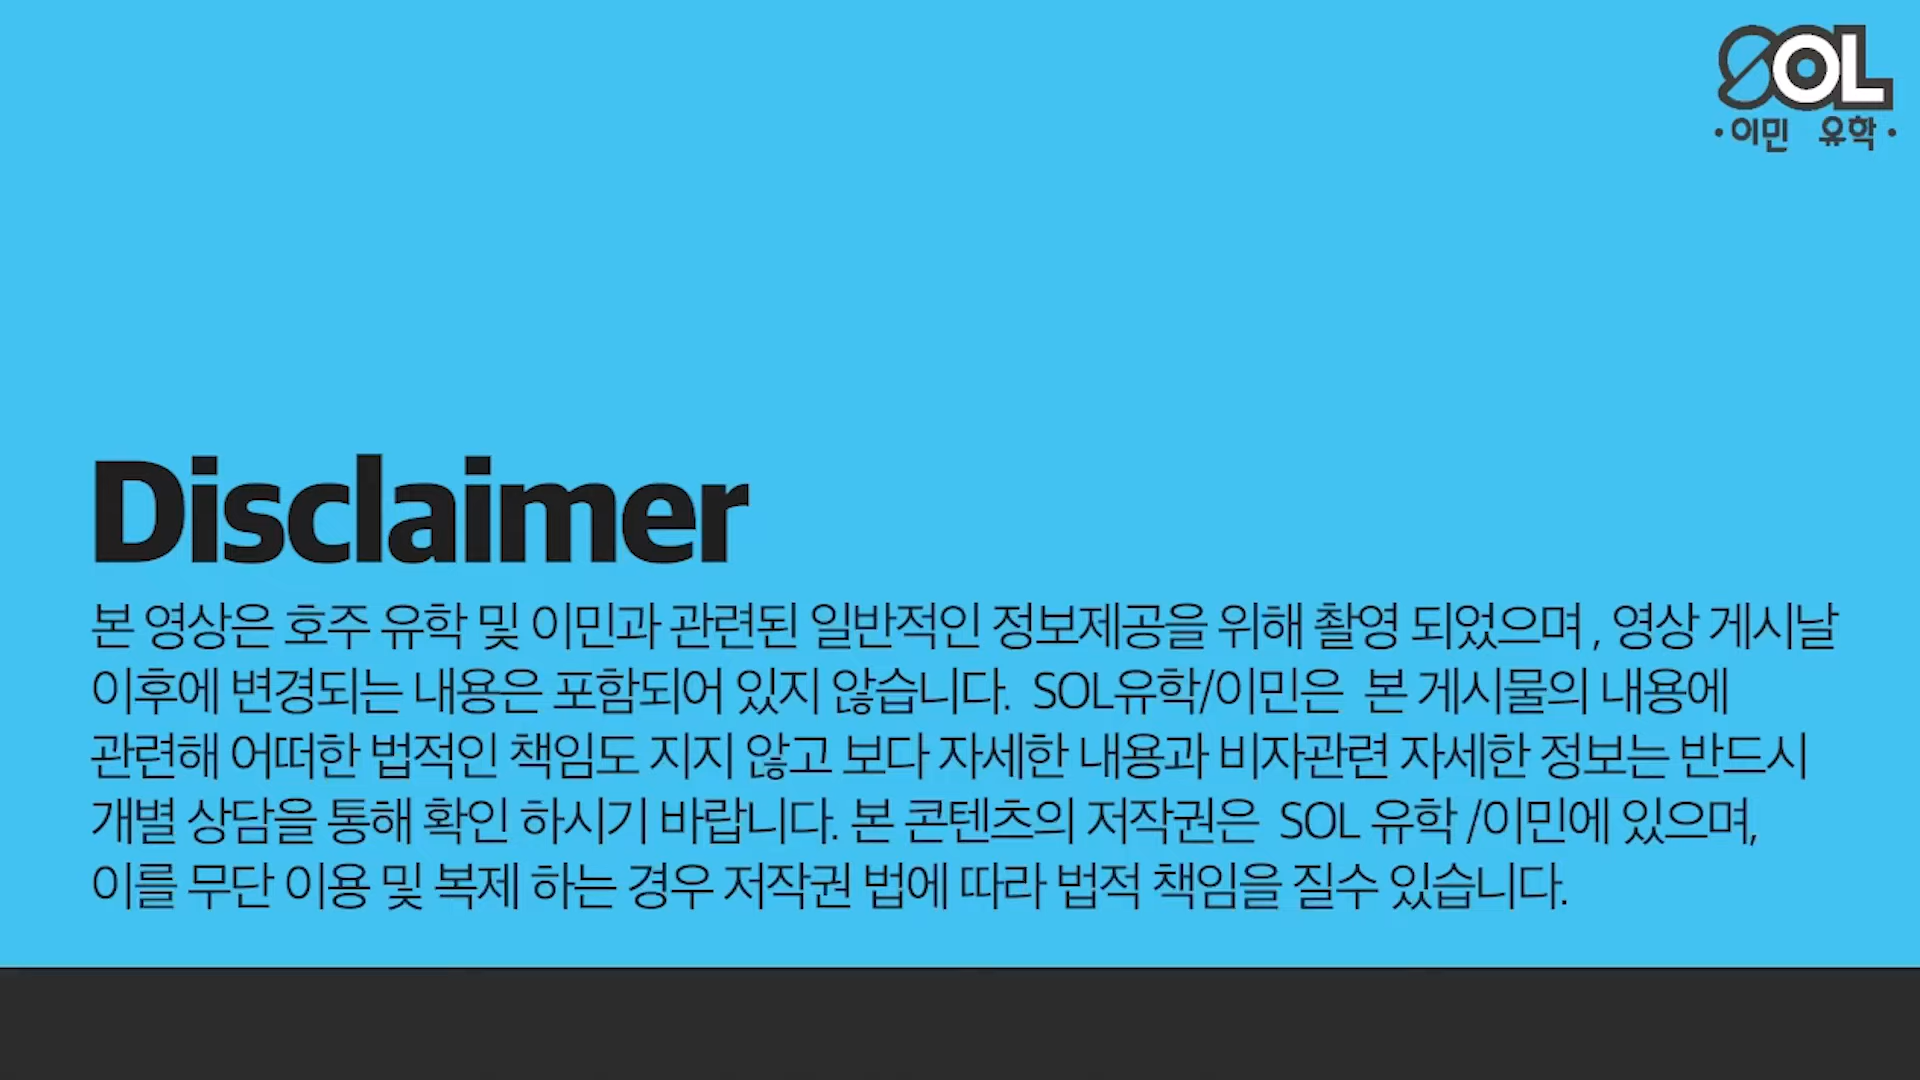 SOL
·이민 유학·
Disclaimer
본 영상은 호주 유학 및 이민과 관련된 일반적인 정보제공을 위해 촬영 되었으며 , 영상 게시날
이후에 변경되는 내용은 포함되어 있지 않습니다. SOL유학/이민은 본 게시물의 내용에
관련해 어떠한 법적인 책임도 지지 않고 보다 자세한 내용과 비자관련 자세한 정보는 반드시
개별 상담을 통해 확인 하시기 바랍니다. 본 콘텐츠의 저작권은 SOL 유학 /이민에 있으며,
이를 무단 이용 및 복제 하는 경우 저작권 법에 따라 법적 책임을 질수 있습니다.